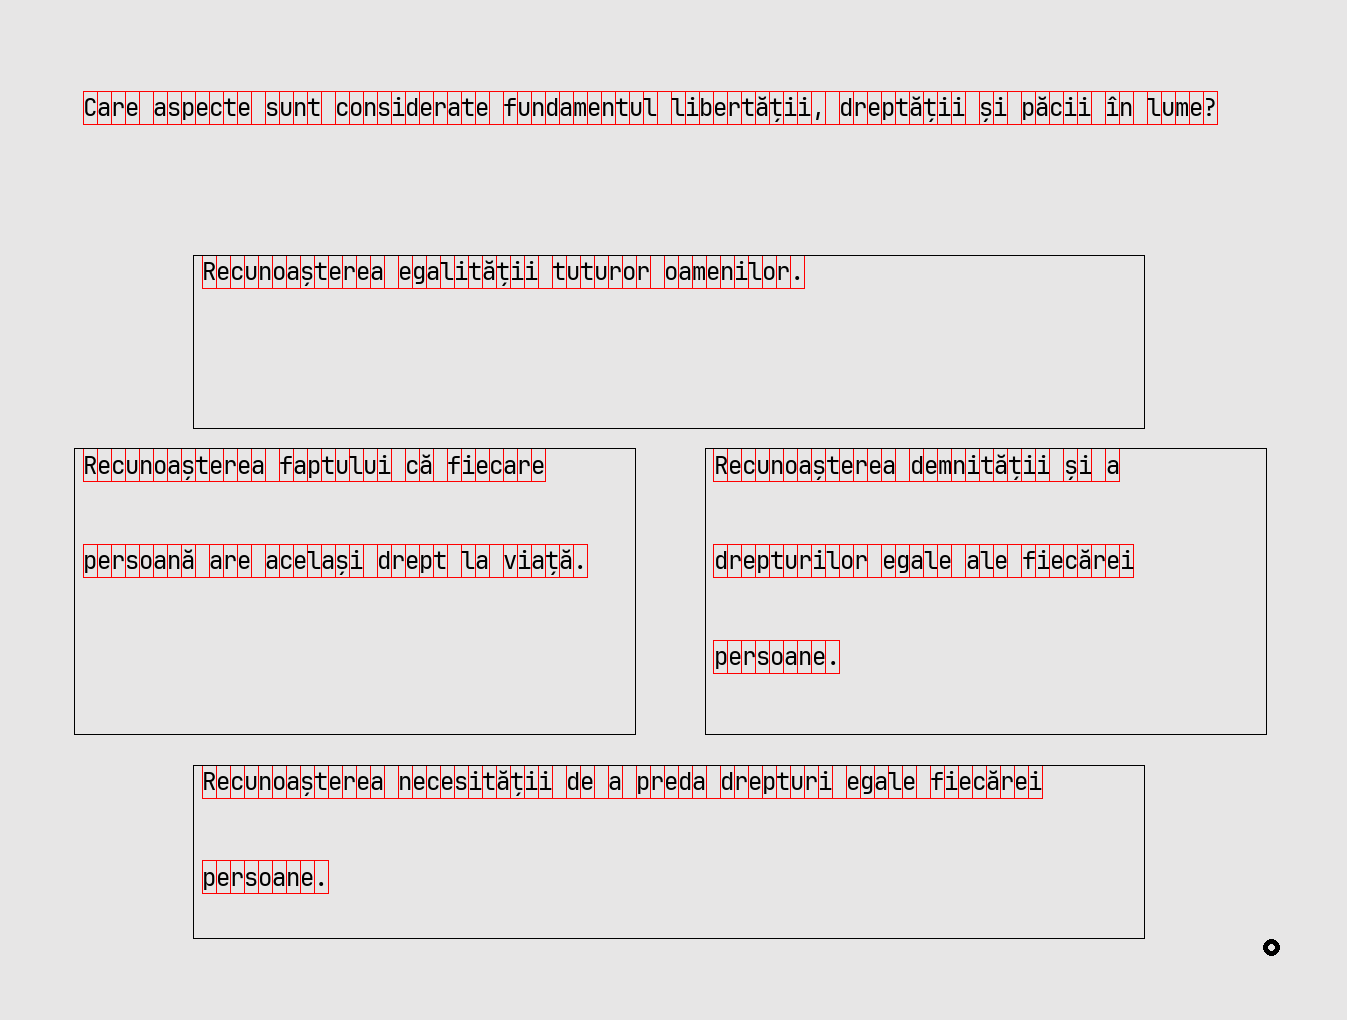 Care aspecte sunt considerate fundamentul libertății, dreptății și păcii în lume?
Recunoașterea egalității tuturor oamenilor.
Recunoașterea faptului că fiecare
persoană are același drept la viață.
Recunoașterea demnității și a
drepturilor egale ale fiecărei
persoane.
Recunoașterea necesității de a preda drepturi egale fiecărei
persoane.